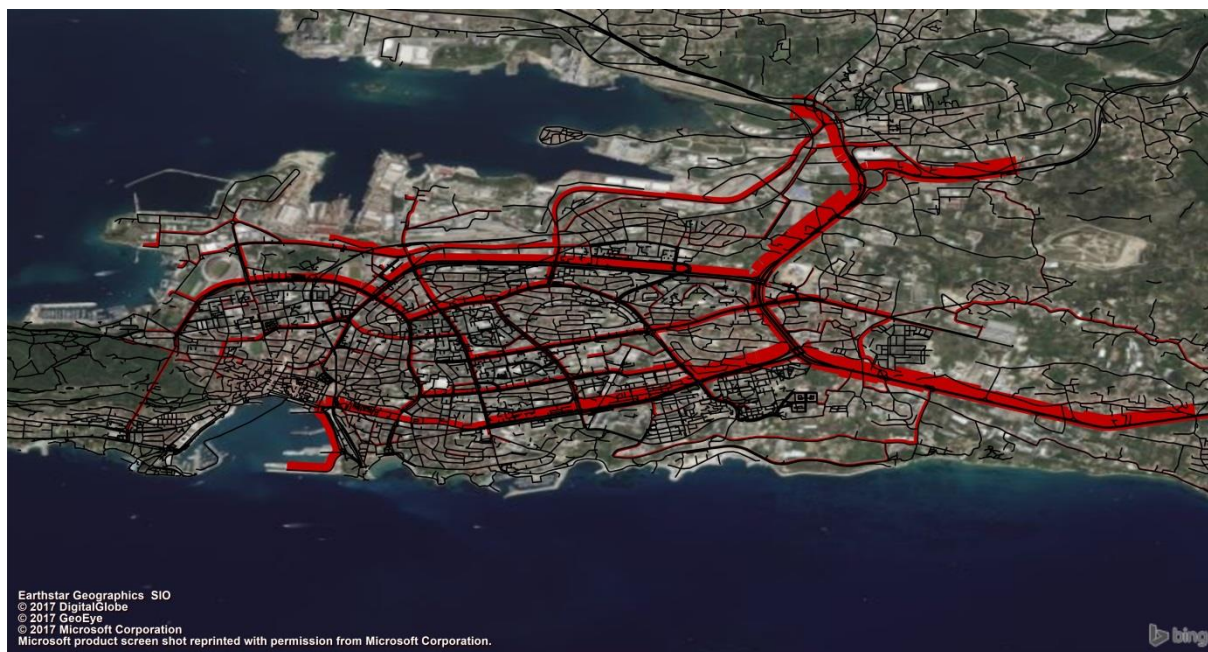 Earthstar Geographics SIO
© 2017 DigitalGlobe
© 2017 GeoEye
© 2017 Microsoft Corporation
Microsoft product screen shot reprinted with permission from Microsoft Corporation.
bing